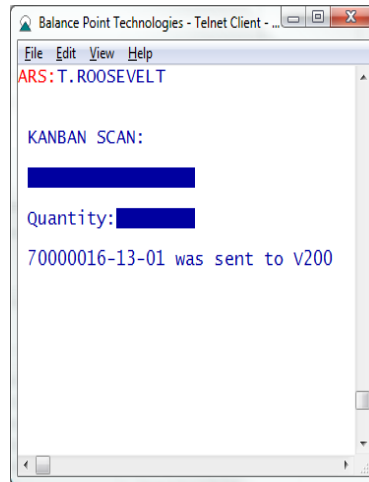 Balance Point Technologies - Telnet Client - ...
File Edit View Help
ARS:T.ROOSEVELT
KANBAN SCAN:
Quantity:
70000016-13-01 was sent to V200